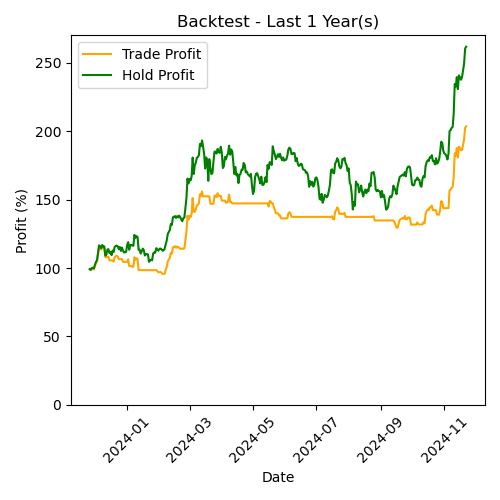 Backtest - Last 1 Year(s)
Trade Profit
Hold Profit
Profit (%)
250
200
150
100
50
0
2024-01
2024-03
2024-05
2024-07
2024-09
2024-11
Date